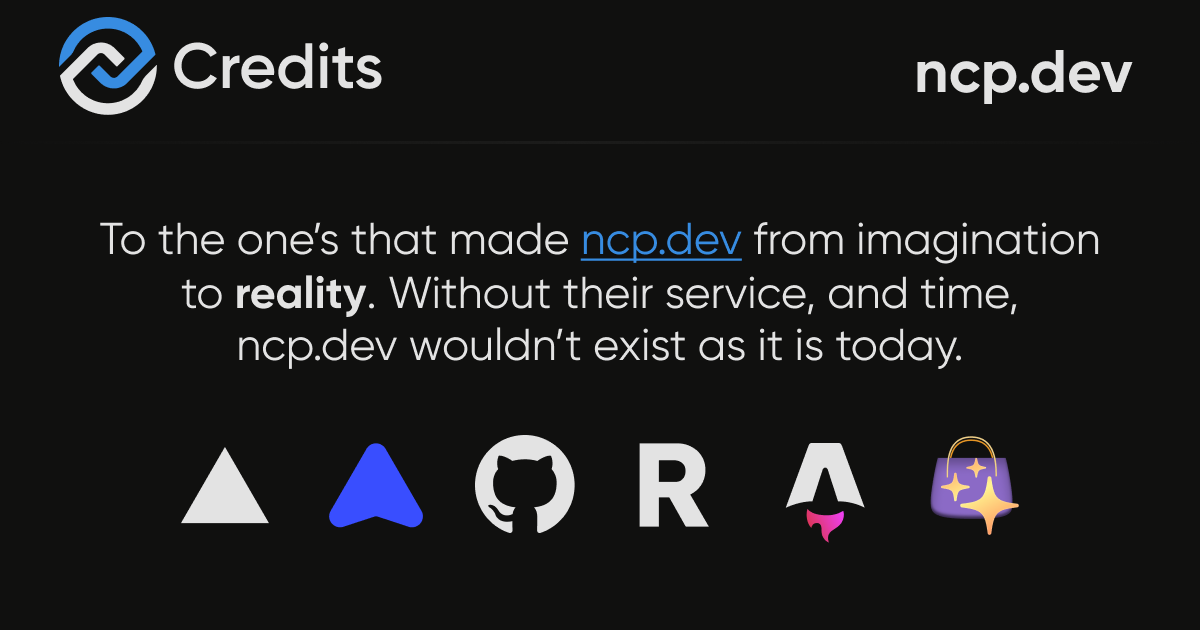 Credits
ncp.dev
To the one’s that made ncp.dev from imagination
to reality. Without their service, and time,
ncp.dev wouldn’t exist as it is today.
R